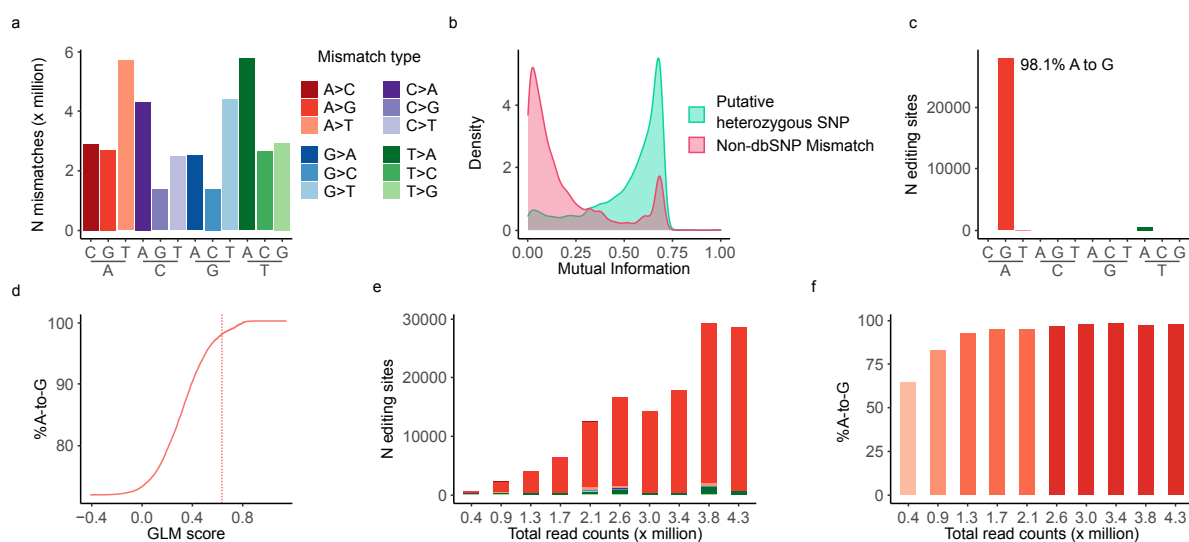 a
N mismatches (x million)
6
4
2
0
C G T A G T A C T A C G
A C G T
Mismatch type
A>C C>A
A>G C>G
A>T C>T
G>A T>A
G>C T>C
G>T T>G
b
Density
4
2
0
0.00 0.25 0.50 0.75 1.00
Mutual Information
Putative
heterozygous SNP
Non-dbSNP Mismatch
c
N editing sites
20000
10000
0
98.1% A to G
C G T A G T A C T A C G
A C G T
d
%A-to-G
100
90
80
−0.4 0.0 0.4 0.8
GLM score
e
N editing sites
30000
10000
0
0.4 0.9 1.3 1.7 2.1 2.6 3.0 3.4 3.8 4.3
Total read counts (x million)
f
%A-to-G
100
75
50
25
0
0.4 0.9 1.3 1.7 2.1 2.6 3.0 3.4 3.8 4.3
Total read counts (x million)